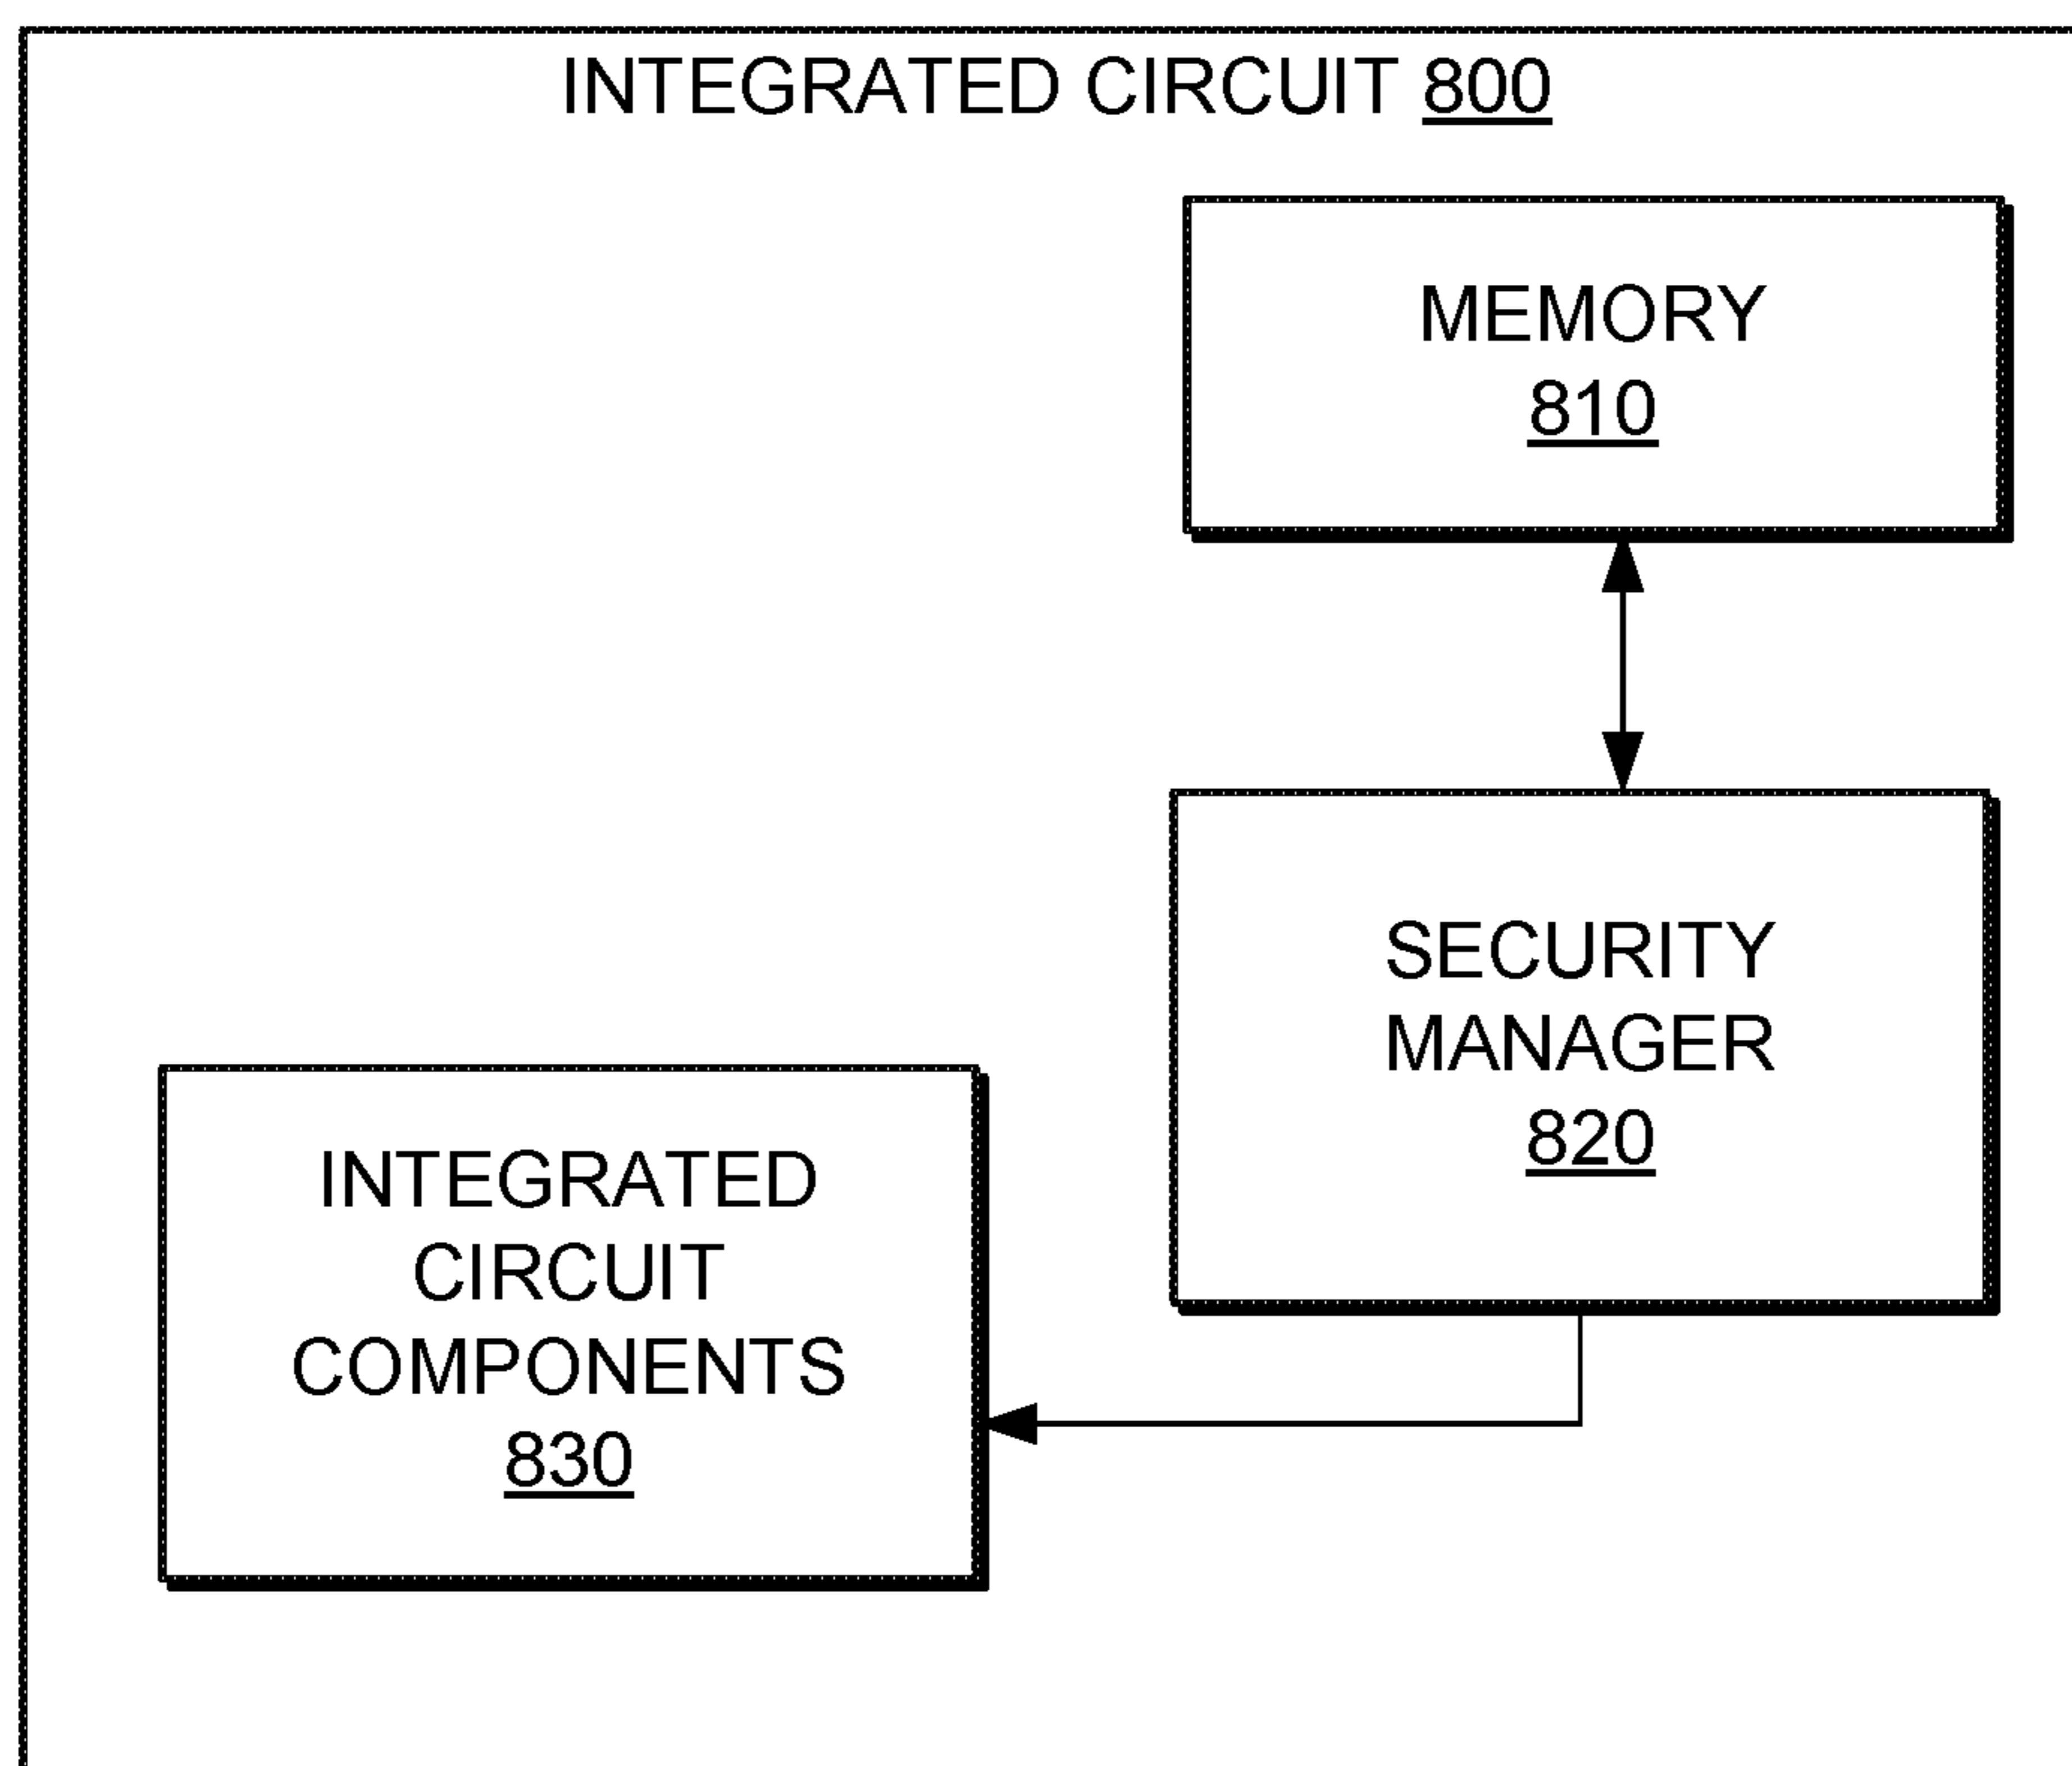 INTEGRATED CIRCUIT 800
MEMORY
810
SECURITY
MANAGER
820
INTEGRATED
CIRCUIT
COMPONENTS
830